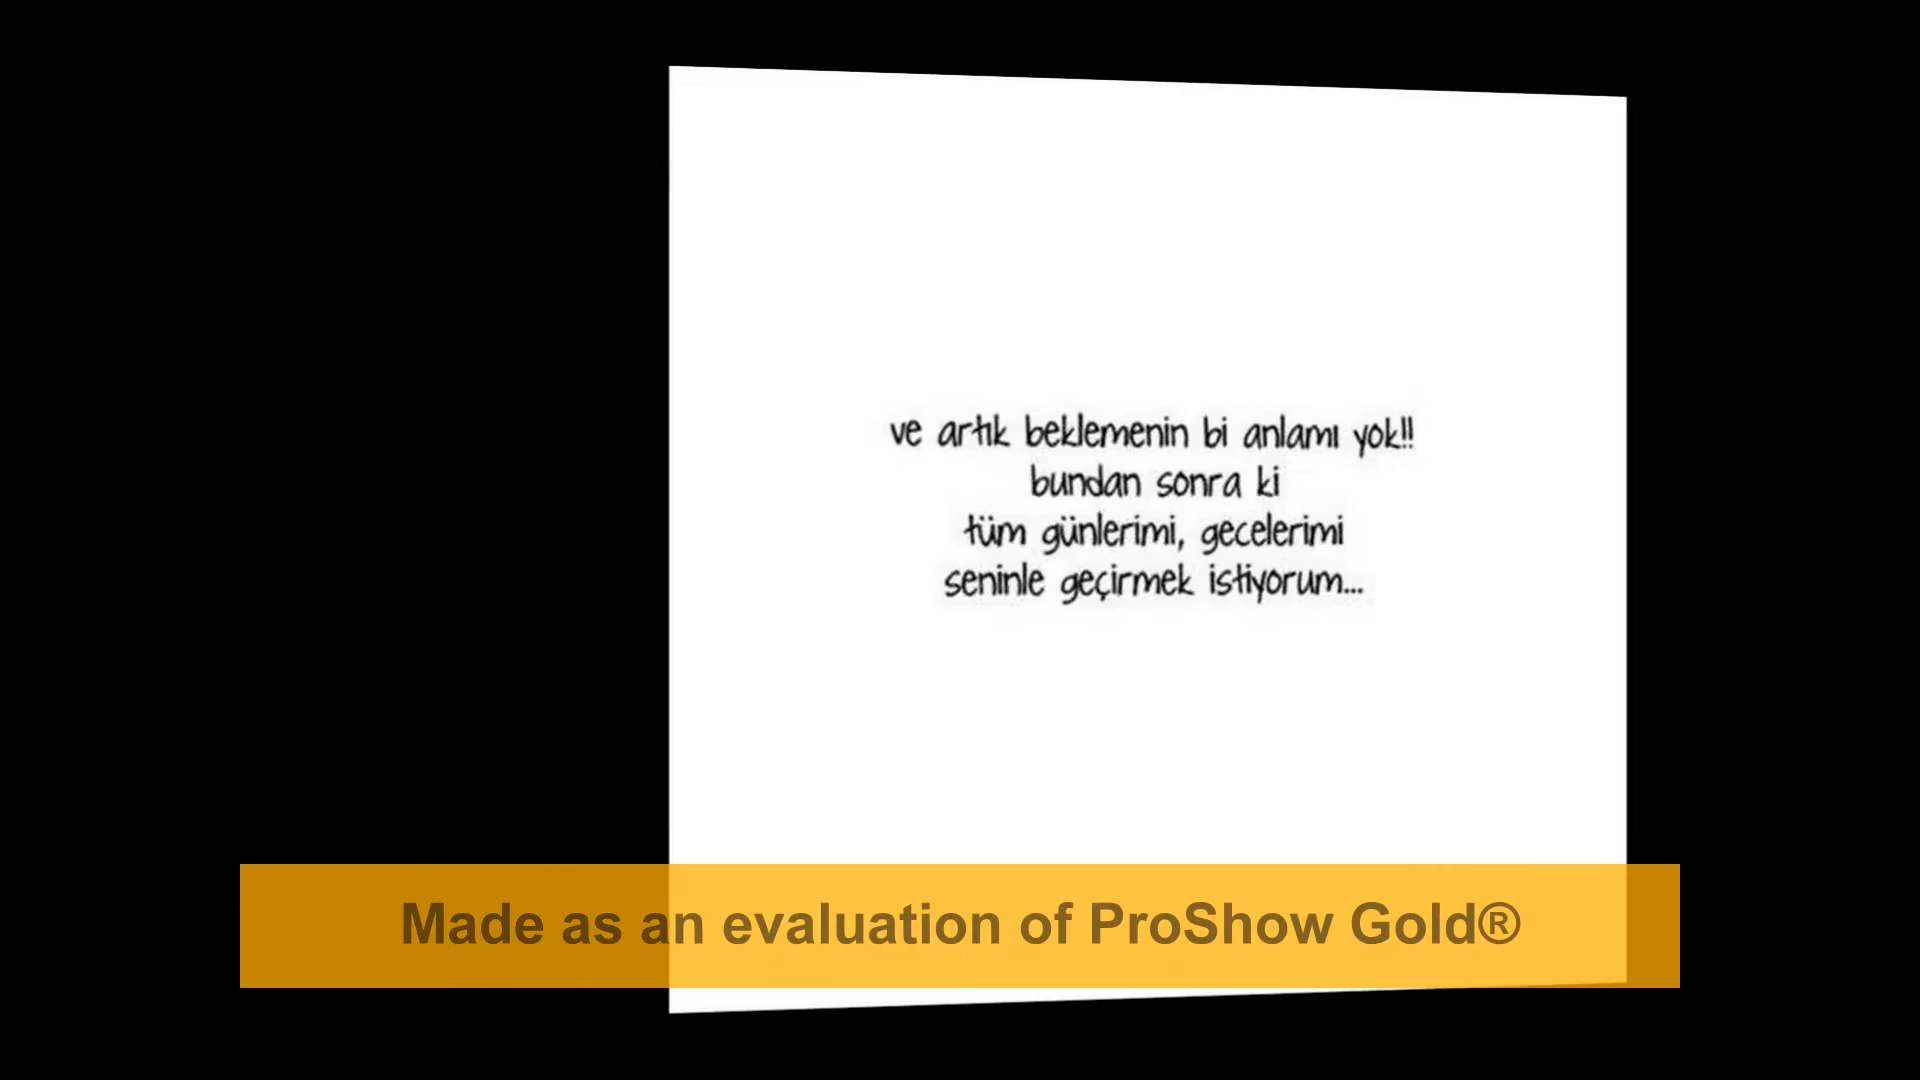 ve artık beklemenin bi anlamı yok!!
bundan sonra ki
tüm günlerimi, gecelerimi
seninle geçirmek istiyorum...
Made as an evaluation of ProShow Gold®